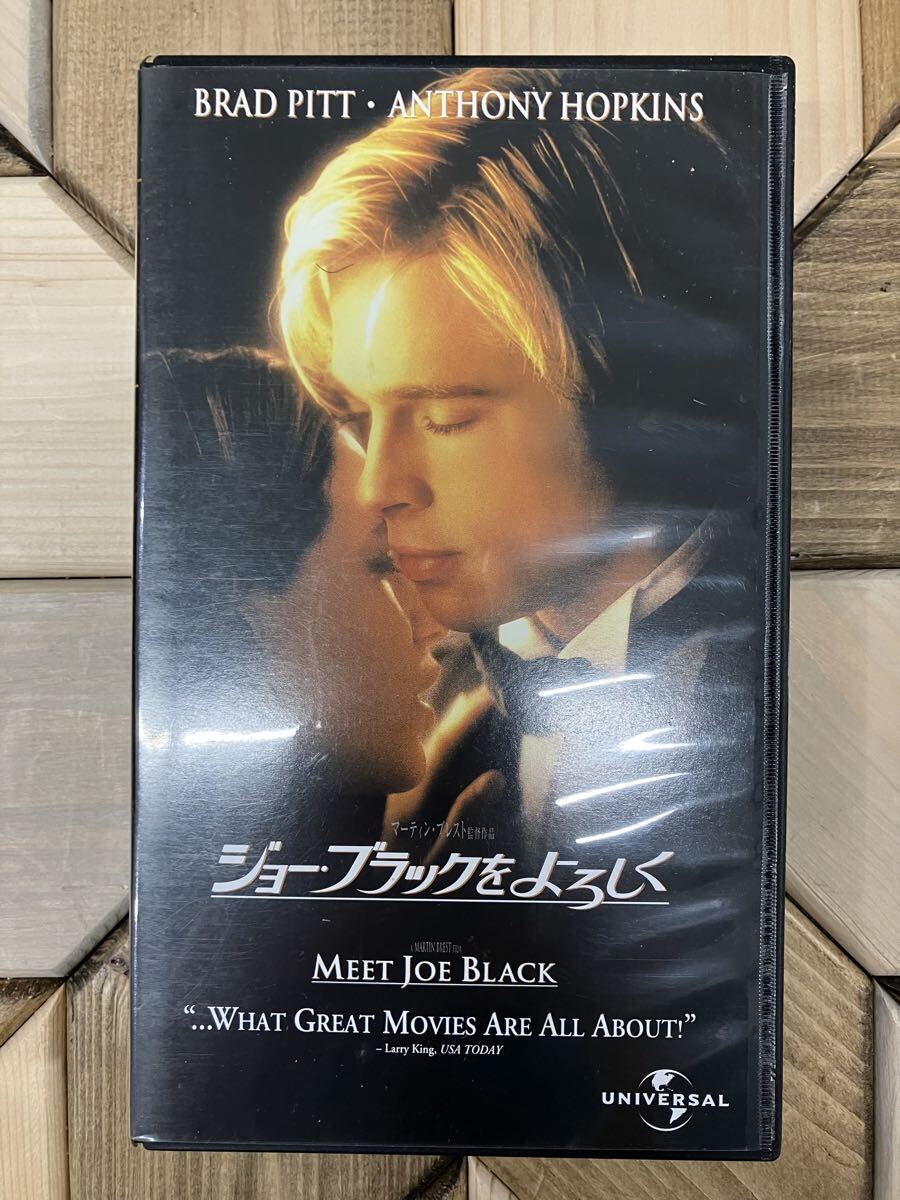 BRAD PITT • ANTHONY HOPKINS
マーティン・ブレスト監督作品
ジョー・ブラックをよろしく
A MARTIN BREST FILM
MEET JOE BLACK
“...WHAT GREAT MOVIES ARE ALL ABOUT!”
– Larry King, USA TODAY
UNIVERSAL